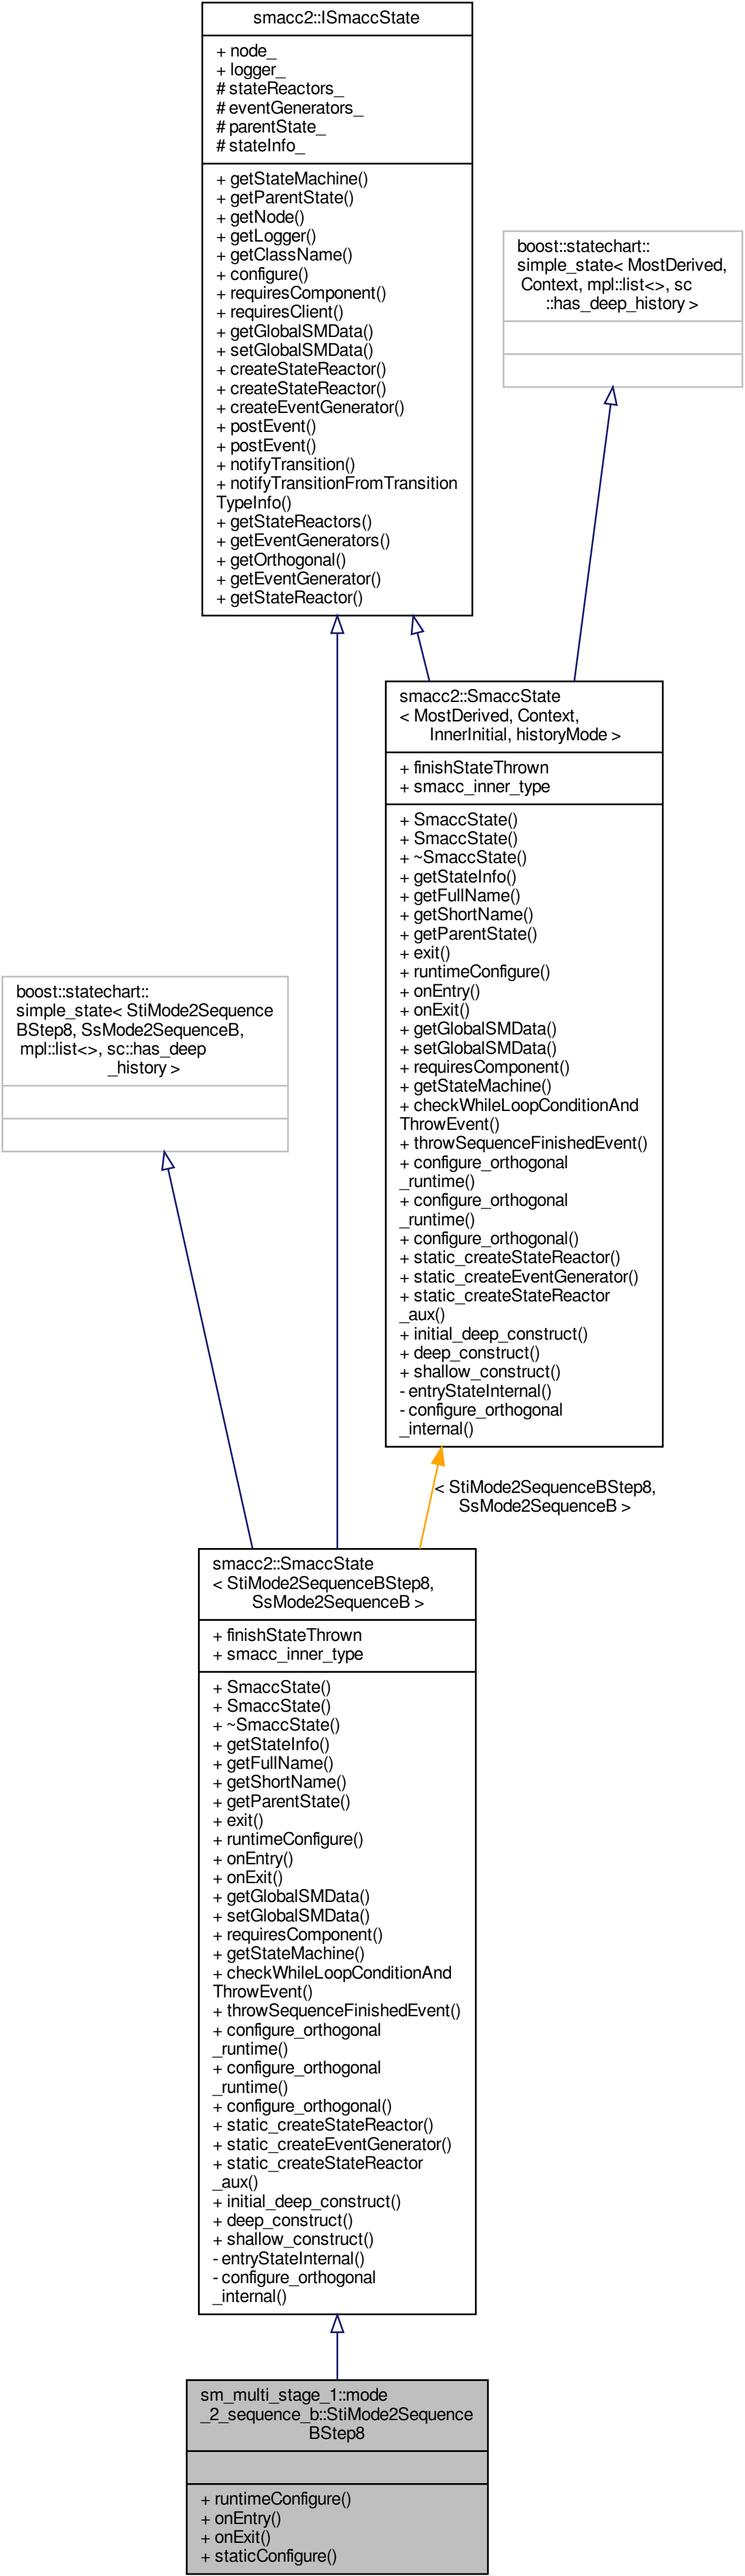 smacc2::ISmaccState
+ node_
+ logger_
# stateReactors_
# eventGenerators_
# parentState_
# stateInfo_
+ getStateMachine()
+ getParentState()
+ getNode()
+ getLogger()
+ getClassName()
+ configure()
+ requiresComponent()
+ requiresClient()
+ getGlobalSMData()
+ setGlobalSMData()
+ createStateReactor()
+ createStateReactor()
+ createEventGenerator()
+ postEvent()
+ postEvent()
+ notifyTransition()
+ notifyTransitionFromTransition
TypeInfo()
+ getStateReactors()
+ getEventGenerators()
+ getOrthogonal()
+ getEventGenerator()
+ getStateReactor()
boost::statechart::
simple_state< MostDerived,
Context, mpl::list<>, sc
::has_deep_history >
smacc2::SmaccState
< MostDerived, Context,
InnerInitial, historyMode >
+ finishStateThrown
+ smacc_inner_type
+ SmaccState()
+ SmaccState()
+ ~SmaccState()
+ getStateInfo()
+ getFullName()
+ getShortName()
+ getParentState()
+ exit()
+ runtimeConfigure()
+ onEntry()
+ onExit()
+ getGlobalSMData()
+ setGlobalSMData()
+ requiresComponent()
+ getStateMachine()
+ checkWhileLoopConditionAnd
ThrowEvent()
+ throwSequenceFinishedEvent()
+ configure_orthogonal
_runtime()
+ configure_orthogonal
_runtime()
+ configure_orthogonal()
+ static_createStateReactor()
+ static_createEventGenerator()
+ static_createStateReactor
_aux()
+ initial_deep_construct()
+ deep_construct()
+ shallow_construct()
- entryStateInternal()
- configure_orthogonal
_internal()
boost::statechart::
simple_state< StiMode2Sequence
BStep8, SsMode2SequenceB,
mpl::list<>, sc::has_deep
_history >
< StiMode2SequenceBStep8,
SsMode2SequenceB >
smacc2::SmaccState
< StiMode2SequenceBStep8,
SsMode2SequenceB >
+ finishStateThrown
+ smacc_inner_type
+ SmaccState()
+ SmaccState()
+ ~SmaccState()
+ getStateInfo()
+ getFullName()
+ getShortName()
+ getParentState()
+ exit()
+ runtimeConfigure()
+ onEntry()
+ onExit()
+ getGlobalSMData()
+ setGlobalSMData()
+ requiresComponent()
+ getStateMachine()
+ checkWhileLoopConditionAnd
ThrowEvent()
+ throwSequenceFinishedEvent()
+ configure_orthogonal
_runtime()
+ configure_orthogonal
_runtime()
+ configure_orthogonal()
+ static_createStateReactor()
+ static_createEventGenerator()
+ static_createStateReactor
_aux()
+ initial_deep_construct()
+ deep_construct()
+ shallow_construct()
- entryStateInternal()
- configure_orthogonal
_internal()
sm_multi_stage_1::mode
_2_sequence_b::StiMode2Sequence
BStep8
+ runtimeConfigure()
+ onEntry()
+ onExit()
+ staticConfigure()